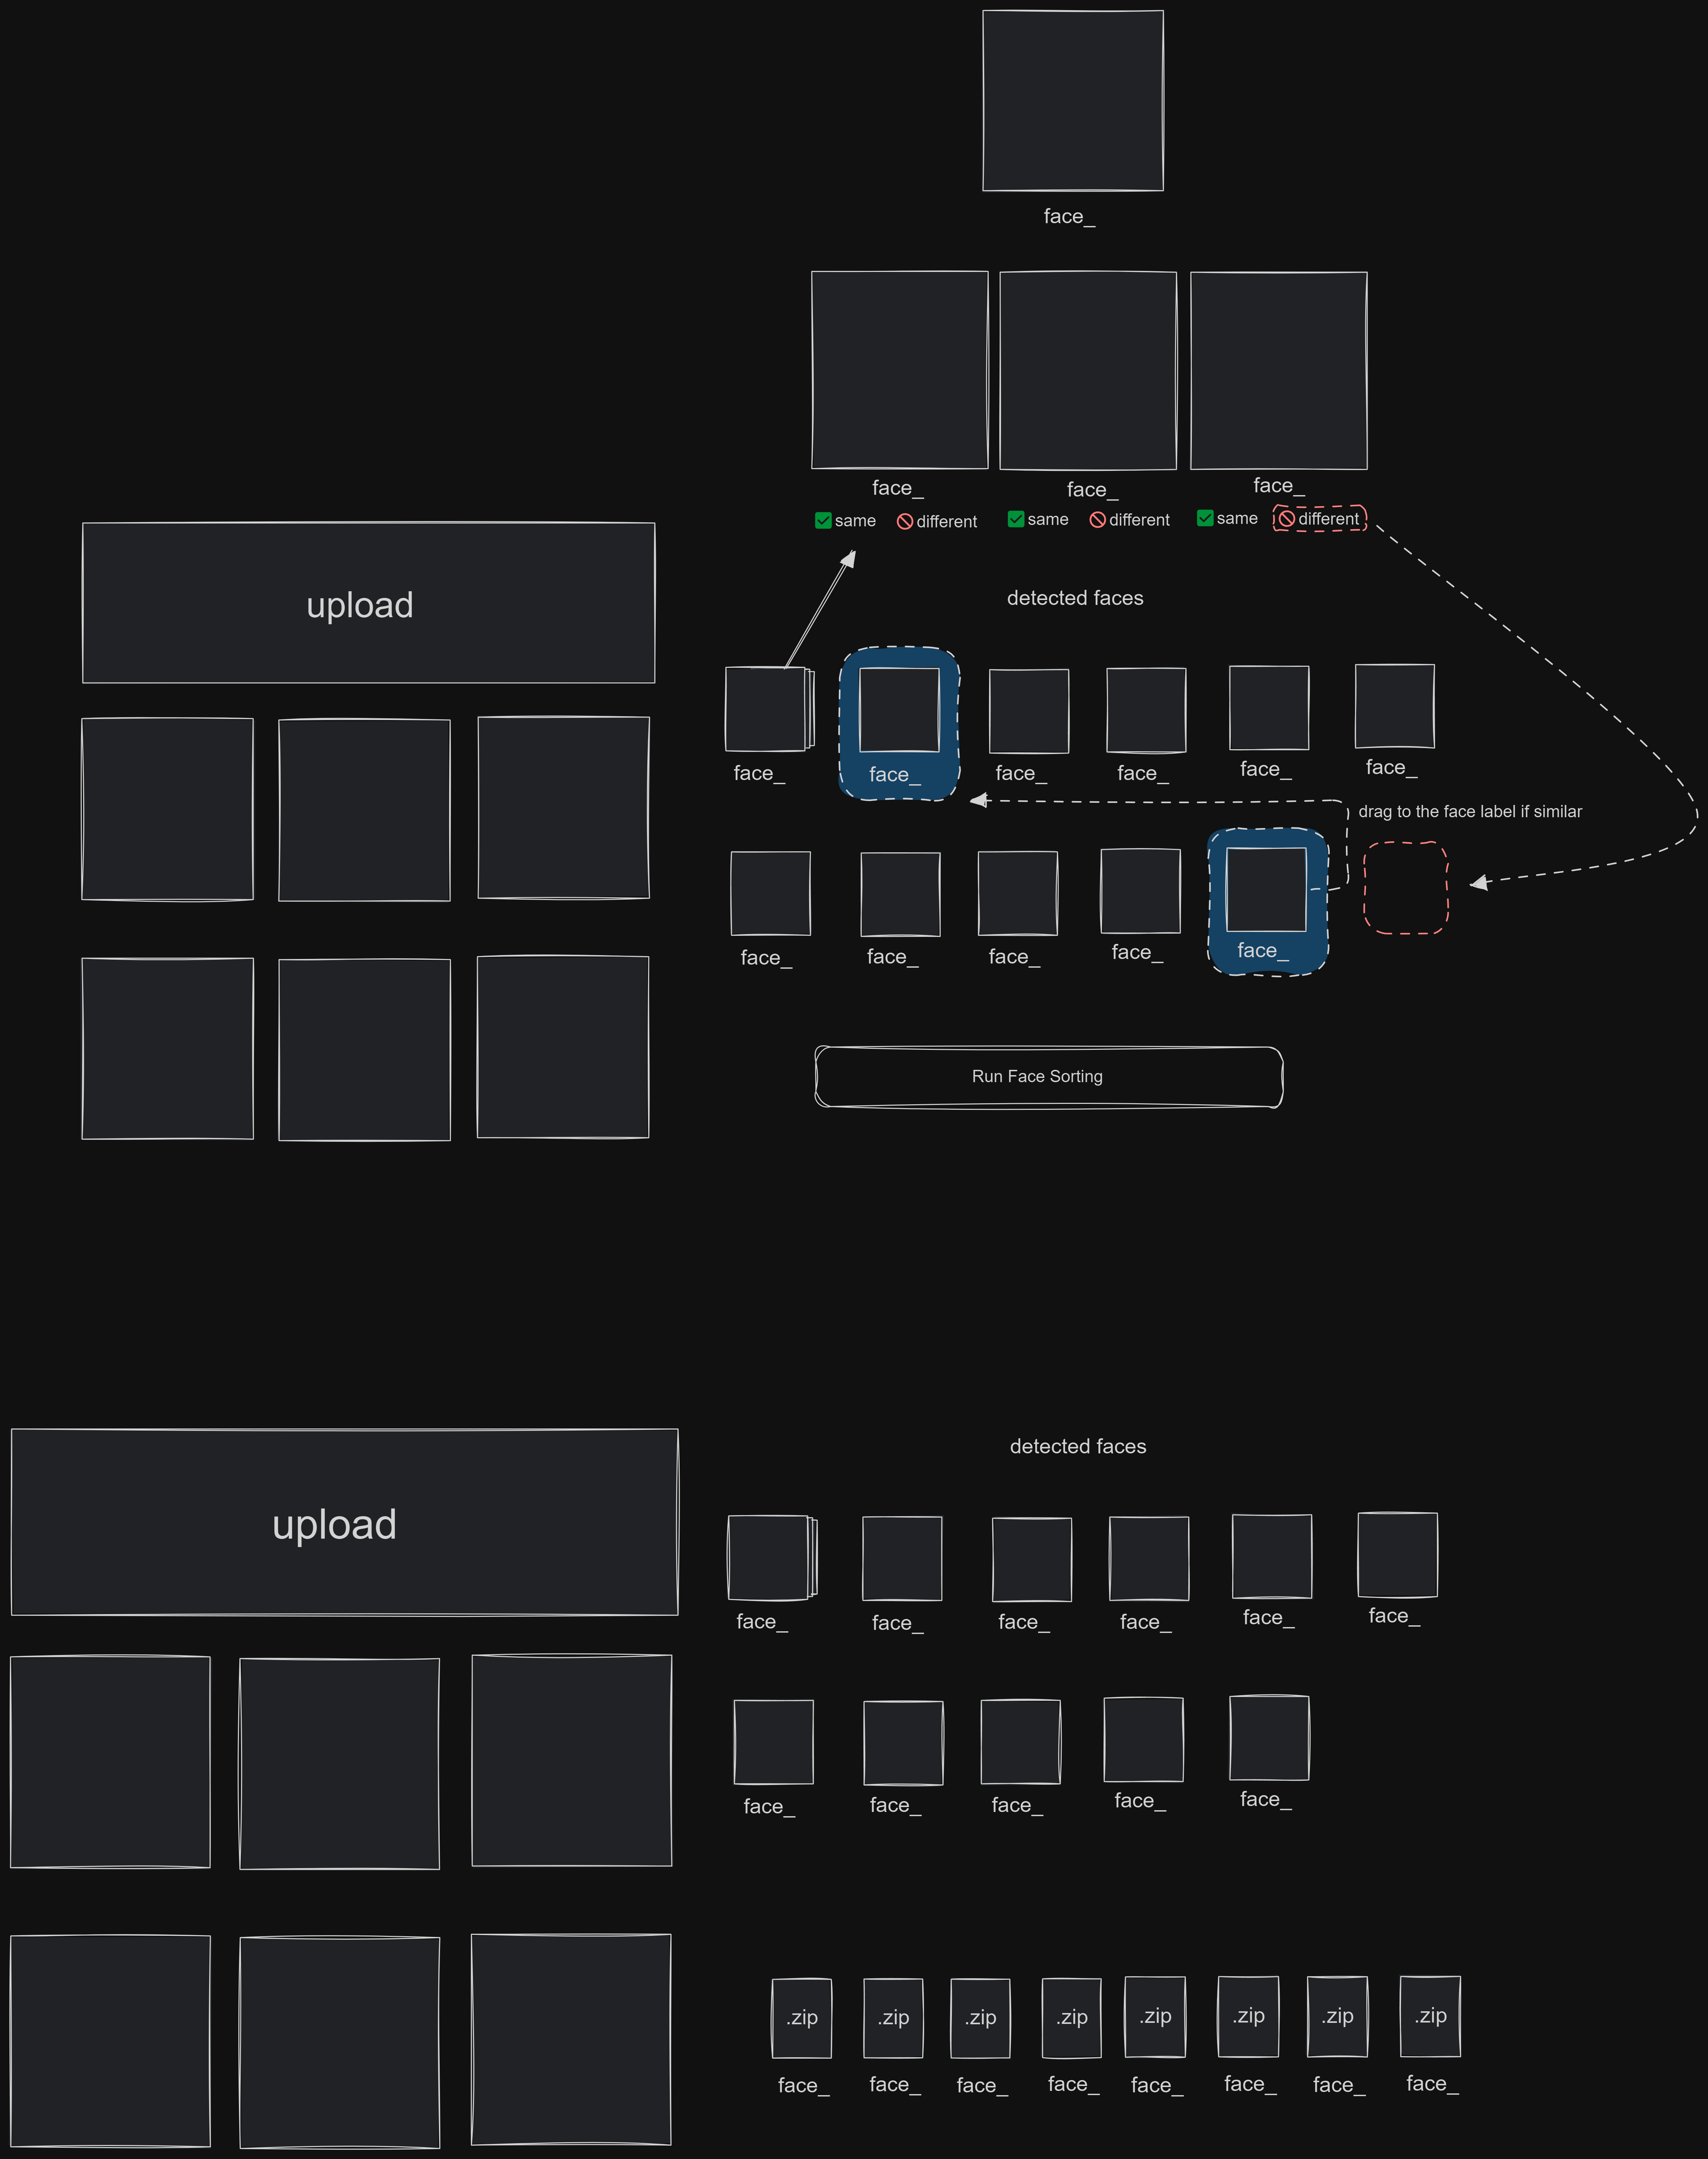 face_
face_
face_
face_
same
different
same
different
same
different
upload
detected faces
face_
face_
face_
face_
face_
face_
drag to the face label if similar
face_
face_
face_
face_
face_
Run Face Sorting
upload
detected faces
face_
face_
face_
face_
face_
face_
face_
face_
face_
face_
face_
.zip
.zip
.zip
.zip
.zip
.zip
.zip
.zip
face_
face_
face_
face_
face_
face_
face_
face_